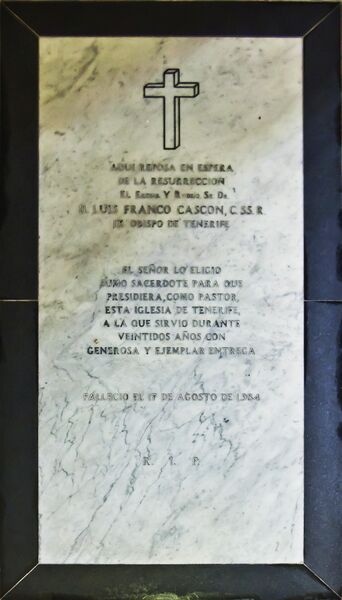 AQUI REPOSA EN ESPERA
DE LA RESURRECCION
EL EXCMO Y RVDMO SR DR
D. LUIS FRANCO CASCON, C.SS.R
IX OBISPO DE TENERIFE
EL SEÑOR LO ELIGIO
SUMO SACERDOTE PARA QUE
PRESIDIERA, COMO PASTOR,
ESTA IGLESIA DE TENERIFE,
A LA QUE SIRVIO DURANTE
VEINTIDOS AÑOS CON
GENEROSA Y EJEMPLAR ENTREGA
FALLECIO EL 17 DE AGOSTO DE 1984
R. I. P.